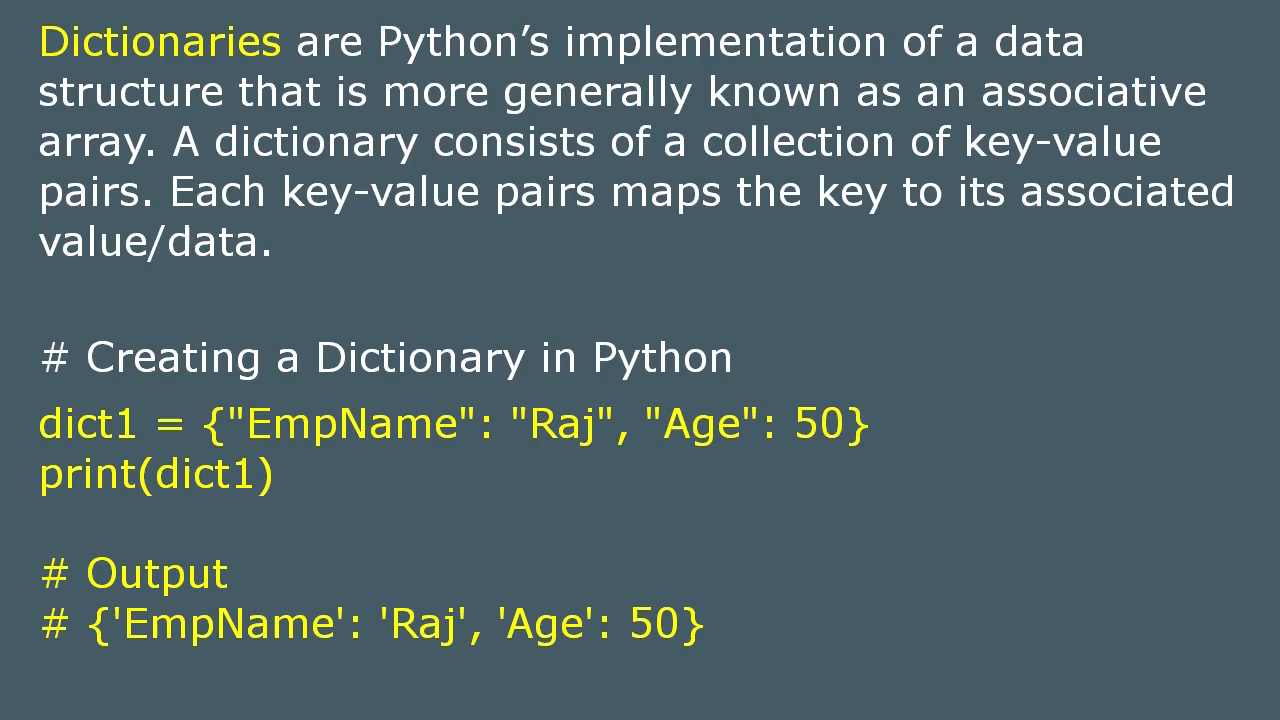 Dictionaries are Python’s implementation of a data
structure that is more generally known as an associative
array. A dictionary consists of a collection of key-value
pairs. Each key-value pairs maps the key to its associated
value/data.
# Creating a Dictionary in Python
dict1 = {"EmpName": "Raj", "Age": 50}
print(dict1)
# Output
# {'EmpName': 'Raj', 'Age': 50}